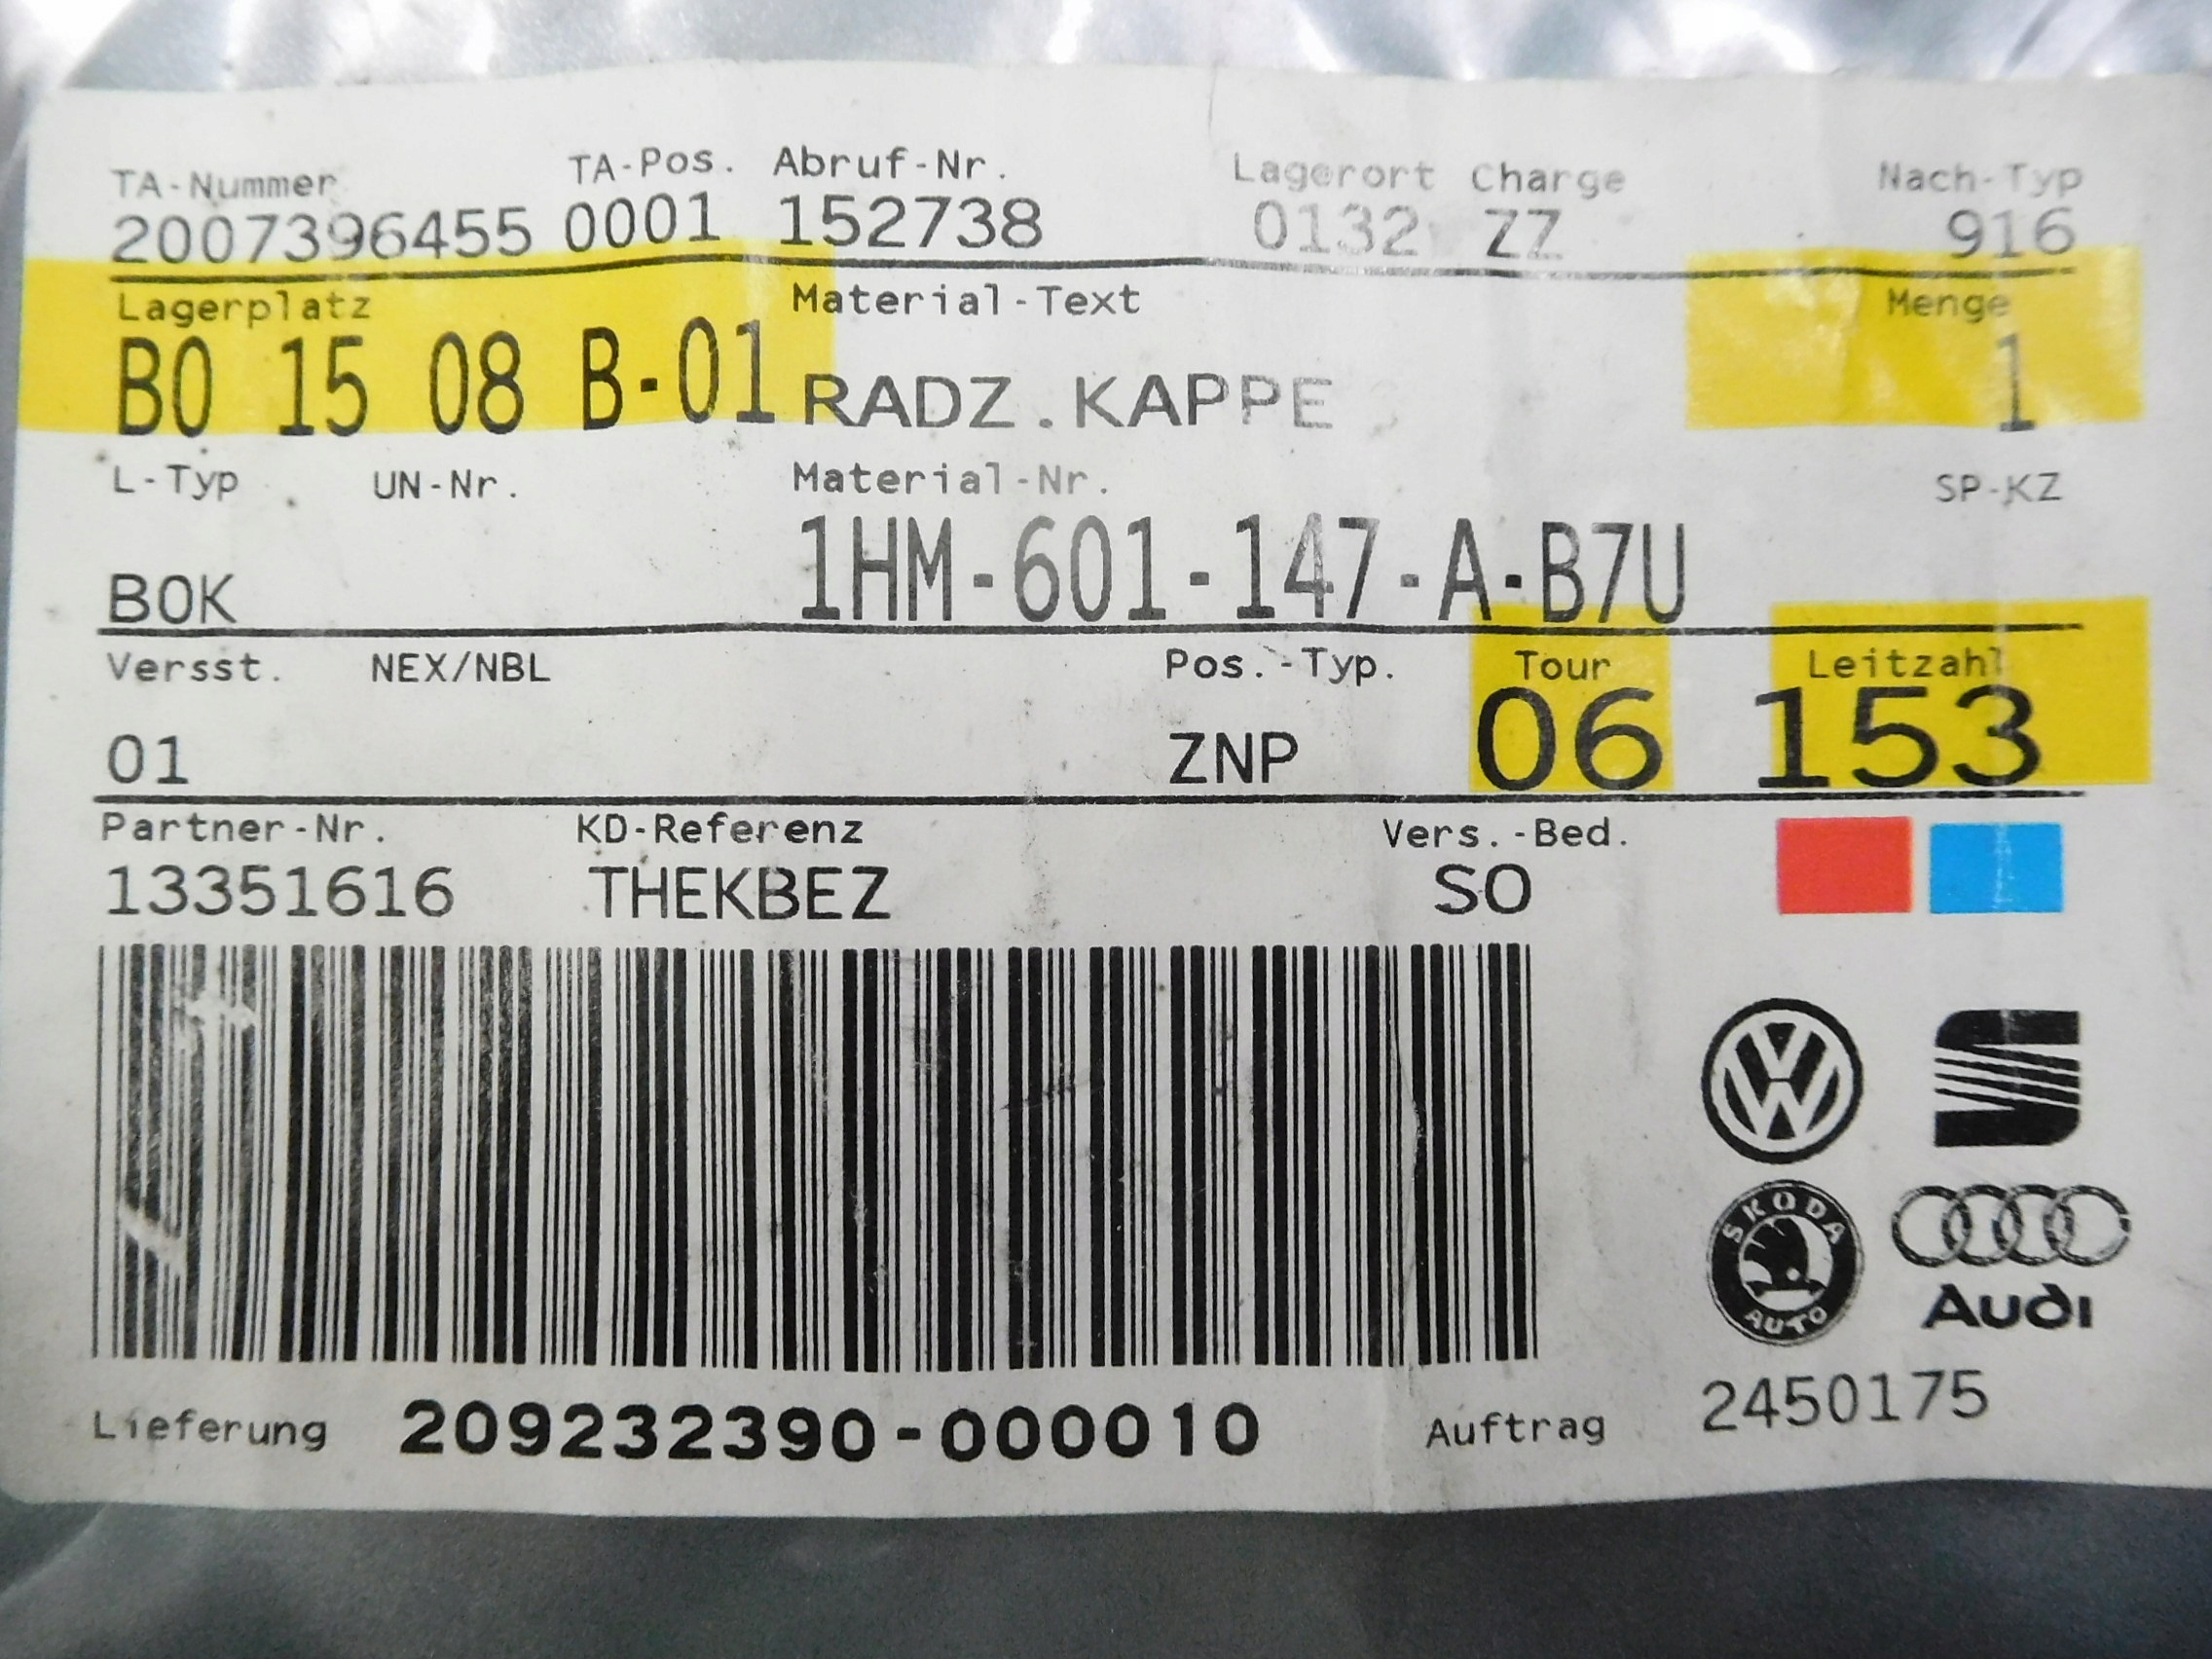 TA-Nummer TA-Pos. Abruf-Nr. Lagerort Charge Nach-Typ
2007396455 0001 152738 0132 ZZ 916
Lagerplatz Material-Text Menge
B0 15 08 B-01 RADZ.KAPPE 1
L-Typ UN-Nr. Material-Nr. SP-KZ
BOK 1HM-601-147-A-B7U
Versst. NEX/NBL Pos.-Typ. Tour Leitzahl
01 ZNP 06 153
Partner-Nr. KD-Referenz Vers.-Bed.
13351616 THEKBEZ SO
SKODA
AUTO
Audi
Lieferung 209232390-000010 Auftrag 2450175